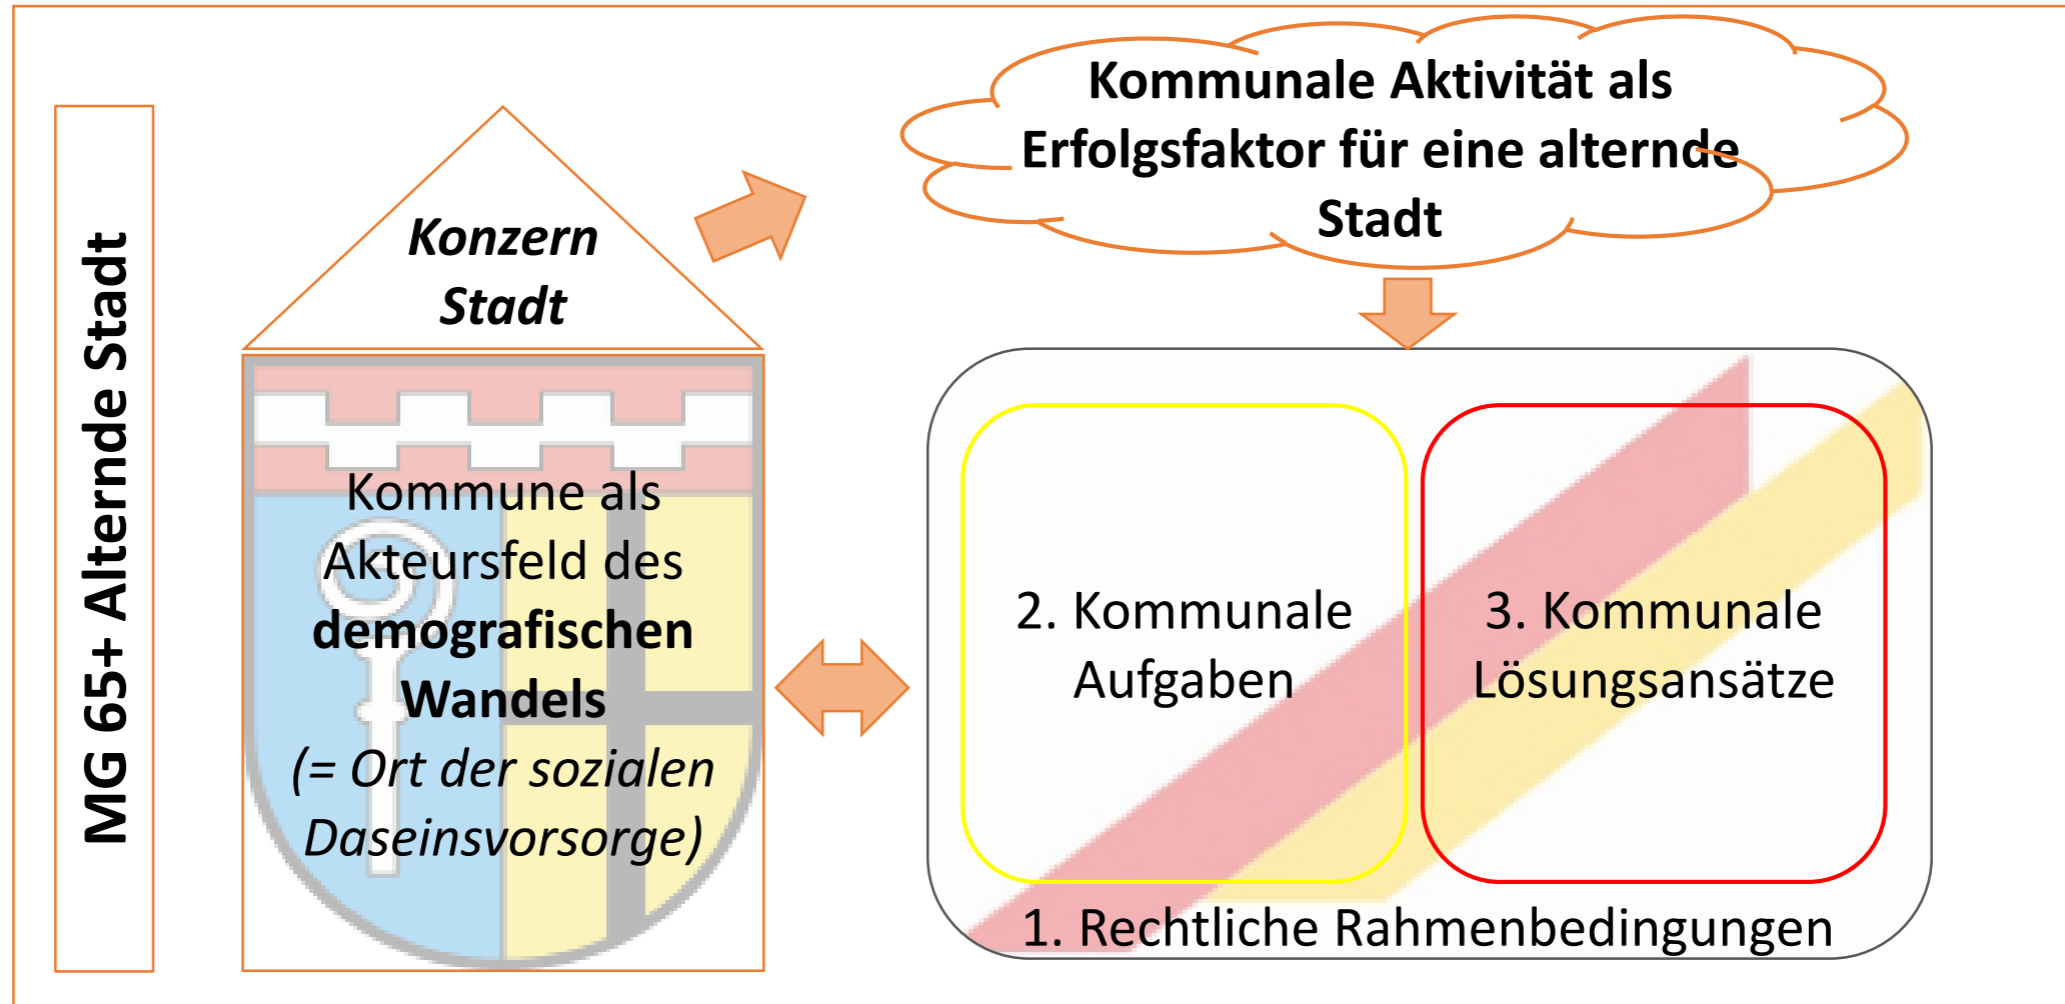 MG 65+ Alternde Stadt
Konzern
Stadt
Kommune als
Akteursfeld des
demografischen
Wandels
(= Ort der sozialen
Daseinsvorsorge)
Kommunale Aktivität als
Erfolgsfaktor für eine alternde
Stadt
2. Kommunale
Aufgaben
3. Kommunale
Lösungsansätze
1. Rechtliche Rahmenbedingungen